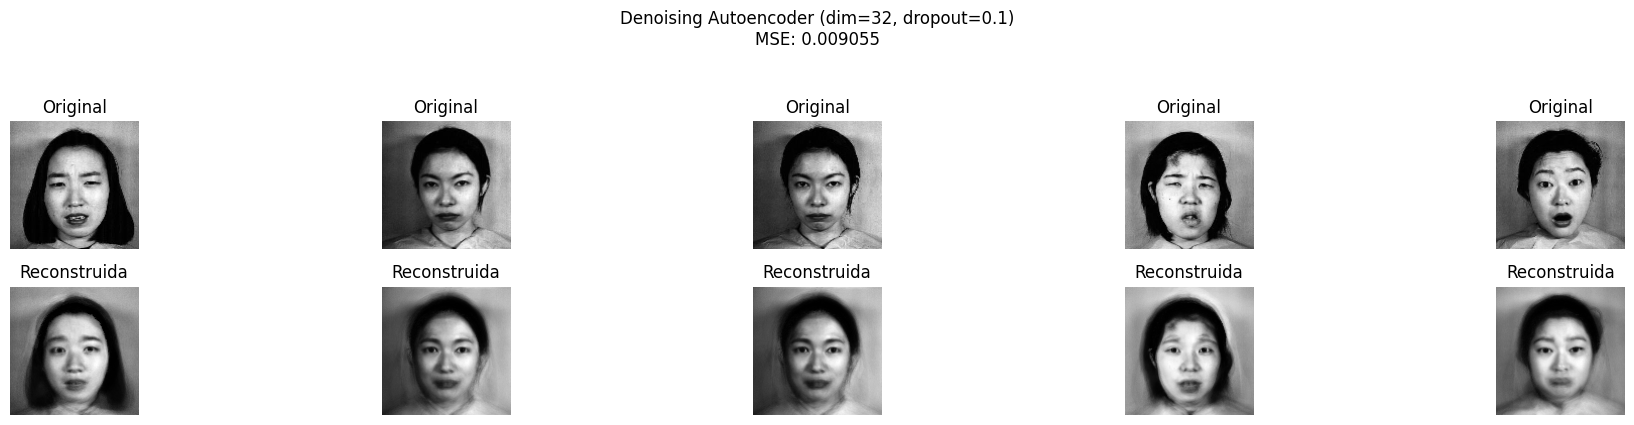 Denoising Autoencoder (dim=32, dropout=0.1)
MSE: 0.009055
Original Original Original Original Original
Reconstruida Reconstruida Reconstruida Reconstruida Reconstruida